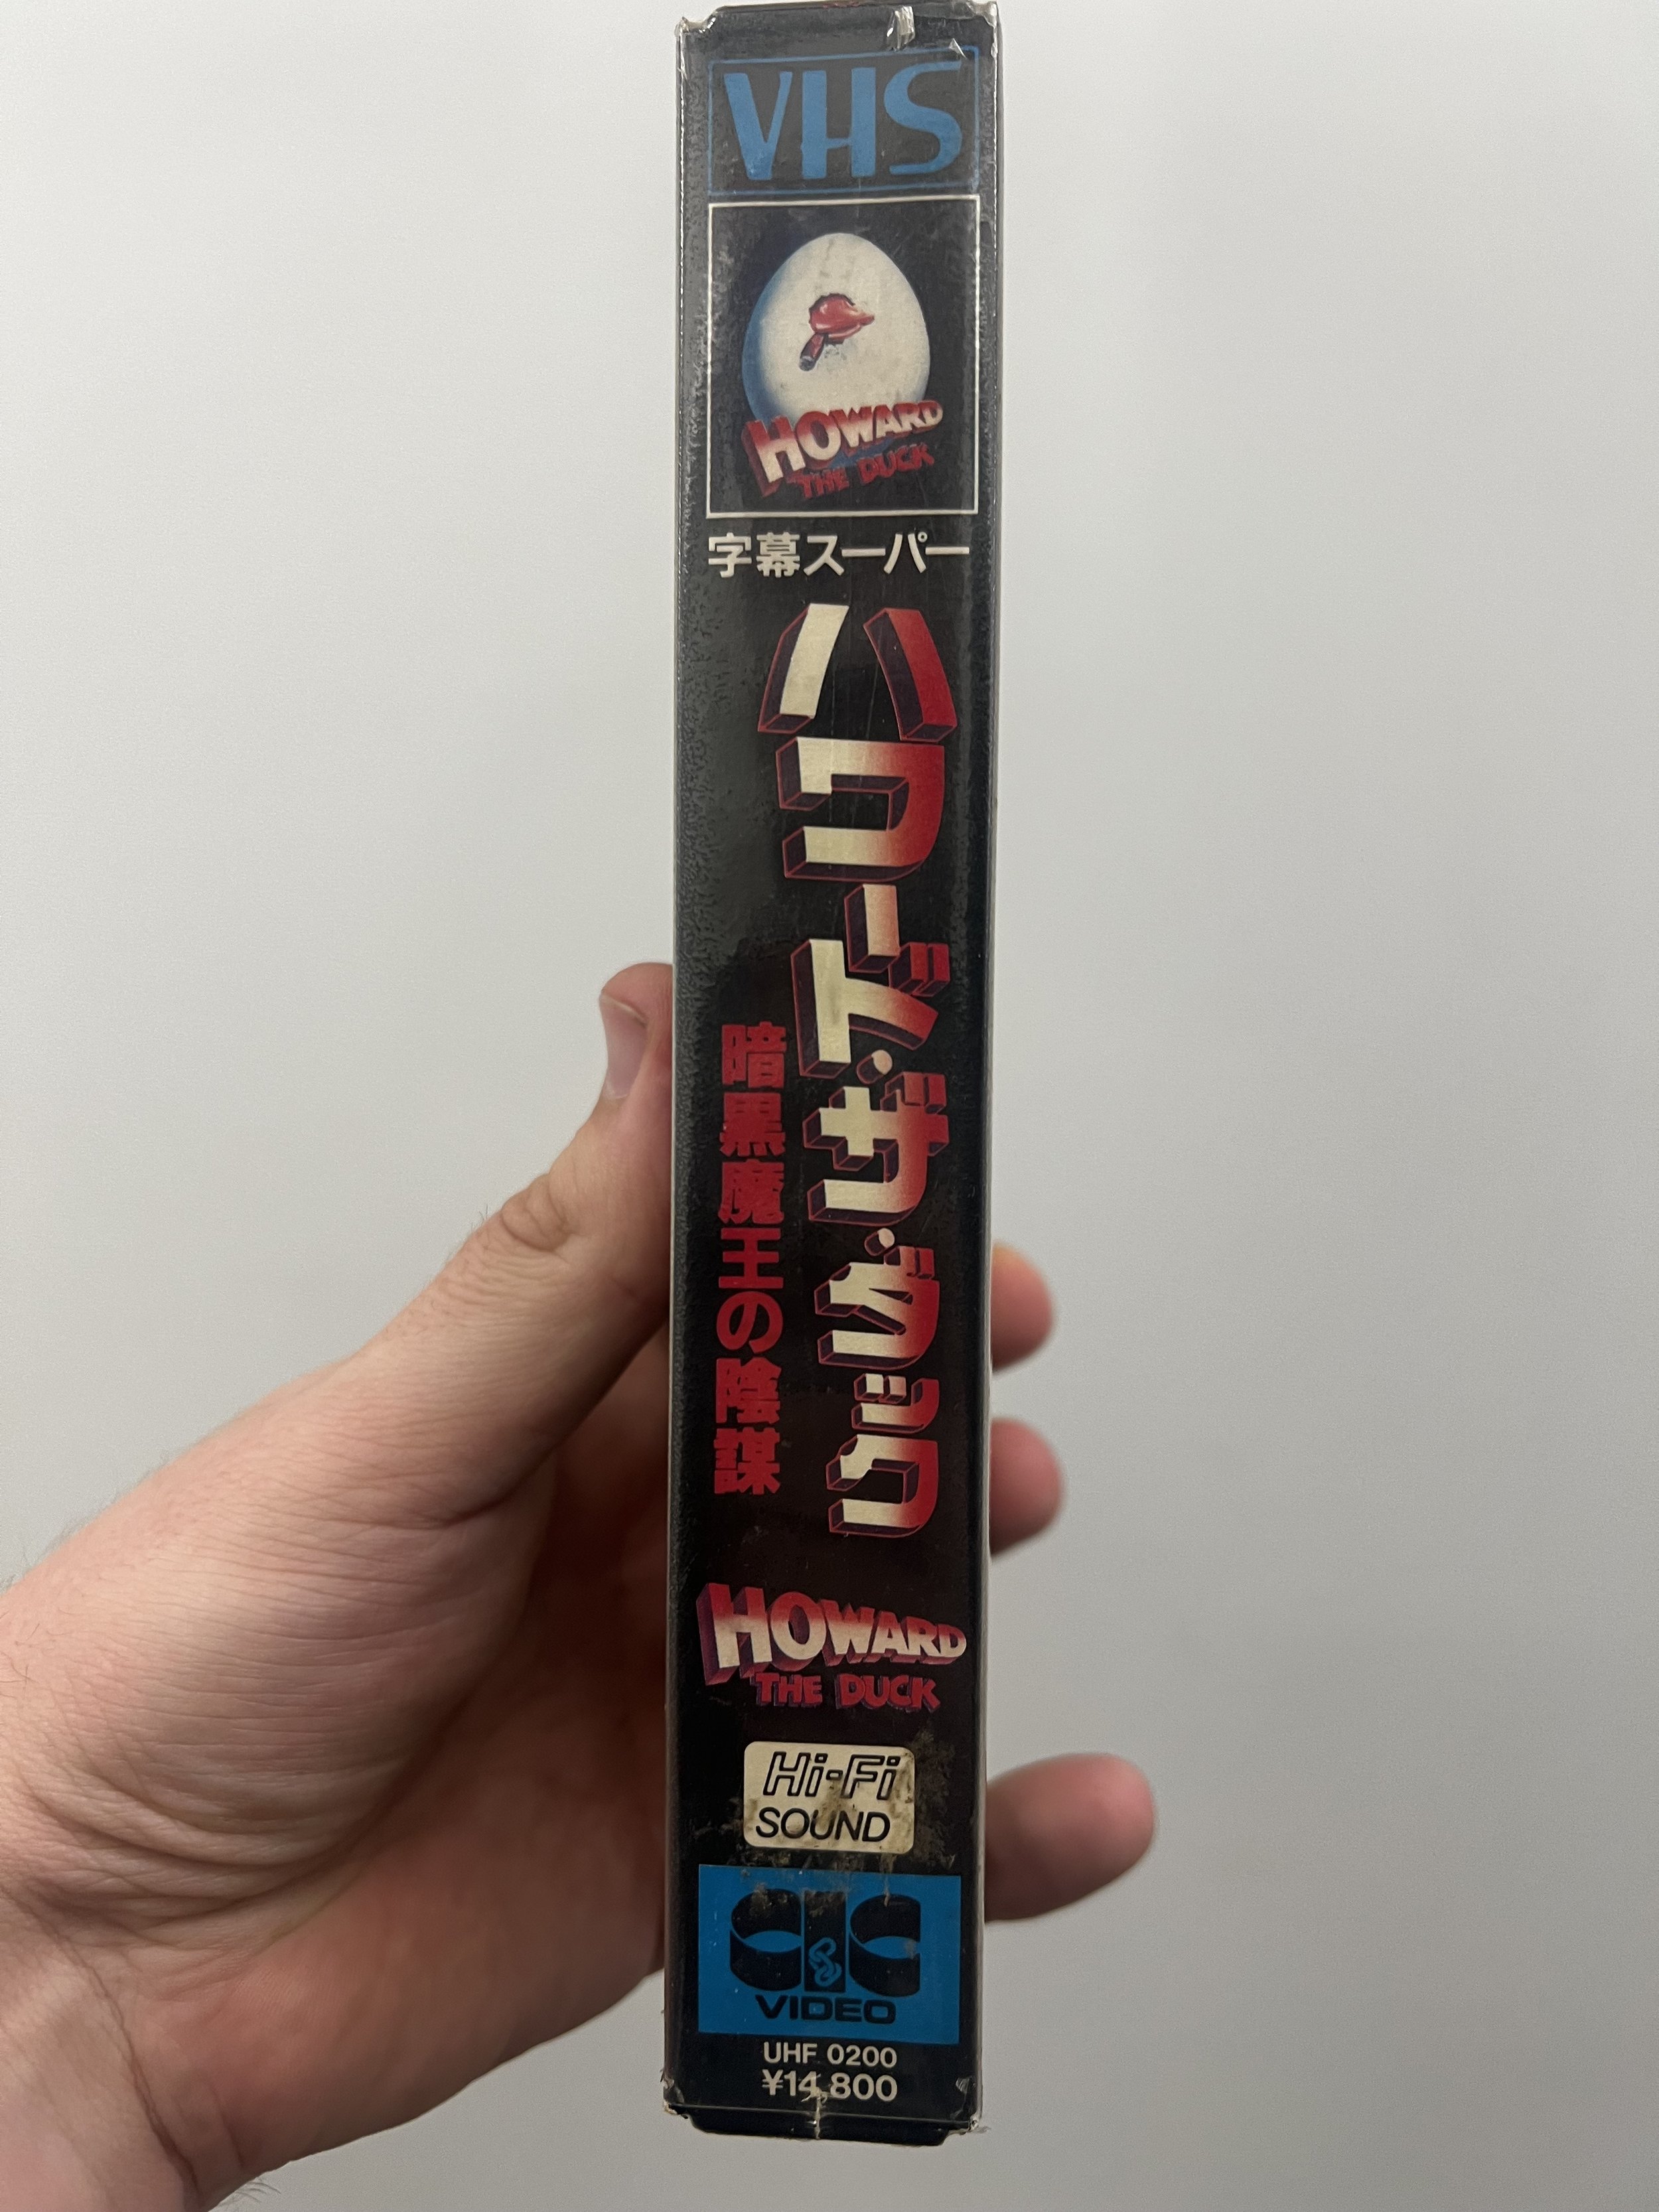 VHS
HOWARD
THE DUCK
字幕スーパー
ハワード・ザ・ダック
暗黒魔王の陰謀
HOWARD
THE DUCK
Hi-Fi
SOUND
CIC
VIDEO
UHF 0200
¥14,800